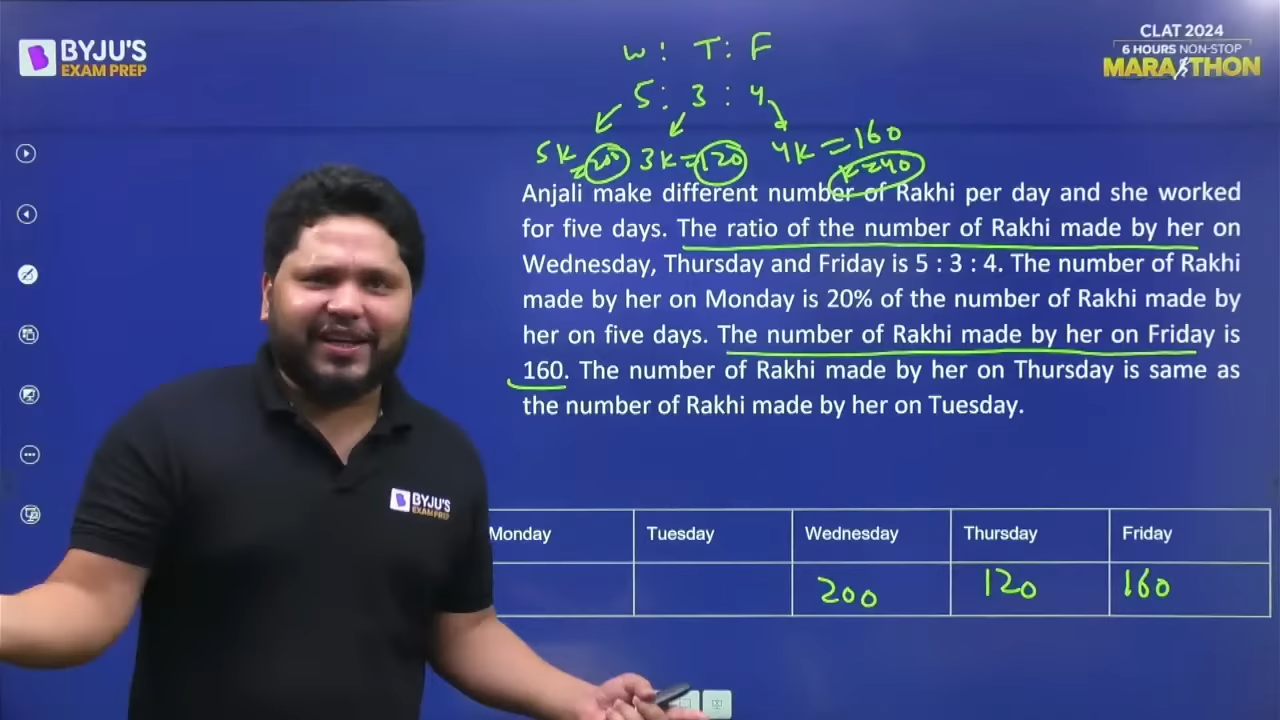 BYJU'S
EXAM PREP
CLAT 2024
6 HOURS NON-STOP
MARATHON
W : T : F
5 : 3 : 4
5K = 200 3K = 120 4K = 160
K = 40
Anjali make different number of Rakhi per day and she worked
for five days. The ratio of the number of Rakhi made by her on
Wednesday, Thursday and Friday is 5 : 3 : 4. The number of Rakhi
made by her on Monday is 20% of the number of Rakhi made by
her on five days. The number of Rakhi made by her on Friday is
160. The number of Rakhi made by her on Thursday is same as
the number of Rakhi made by her on Tuesday.
BYJU'S
EXAM PREP
Monday Tuesday Wednesday Thursday Friday
200 120 160